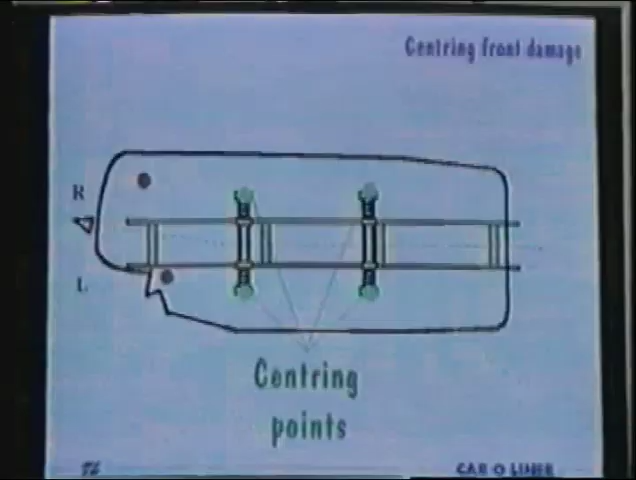 Centring front damage
R
L
Centring
points
CAR O LINER